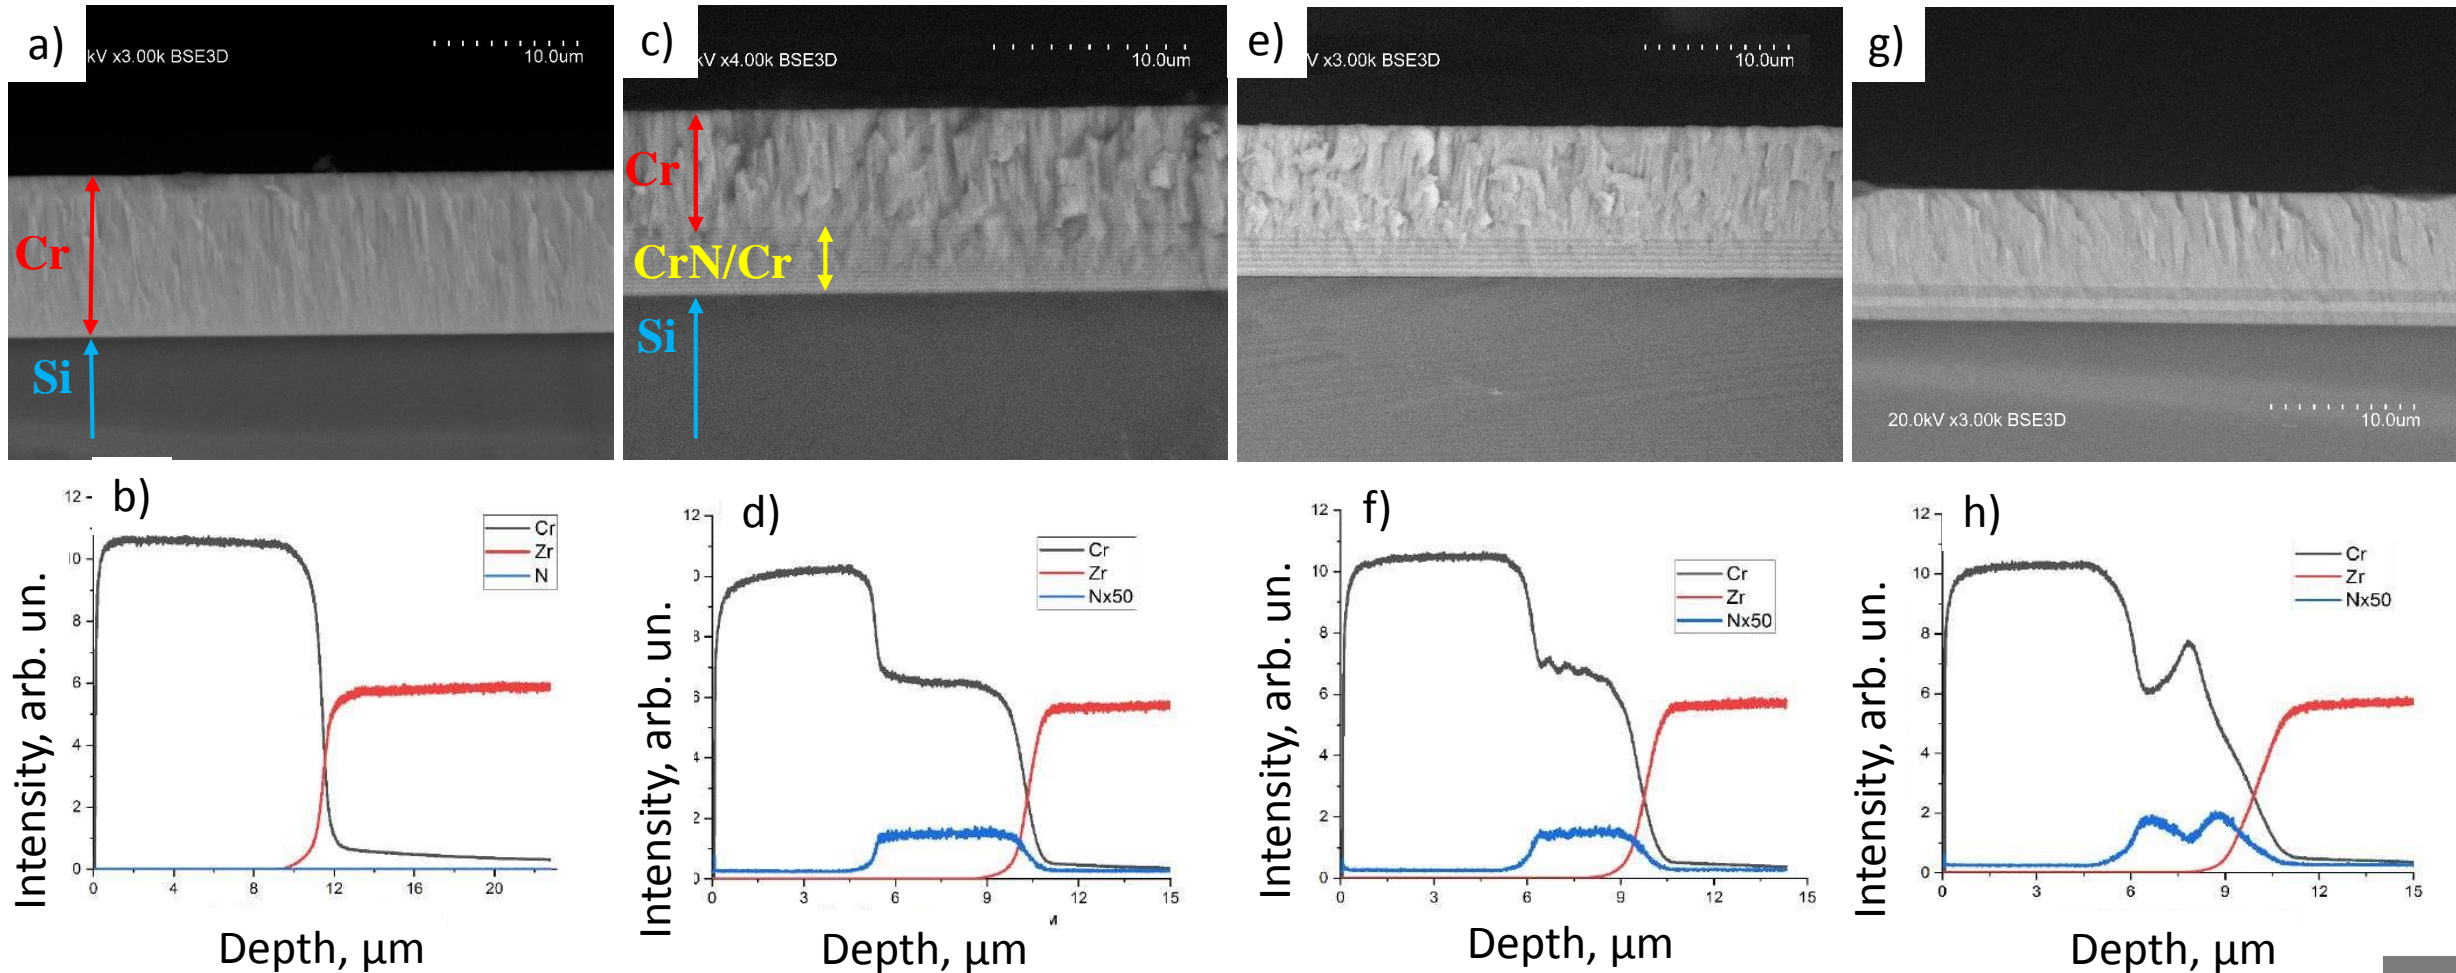 a)
kV x3.00k BSE3D
10.0um
Cr
Si
c)
kV x4.00k BSE3D
10.0um
Cr
CrN/Cr
Si
e)
V x3.00k BSE3D
10.0um
g)
20.0kV x3.00k BSE3D
10.0um
b)
Intensity, arb. un.
12
10
8
6
4
2
0
0 4 8 12 16 20
Cr
Zr
N
Depth, μm
d)
Intensity, arb. un.
12
0
8
6
4
2
0
0 3 6 9 12 15
Cr
Zr
Nx50
Depth, μm
f)
Intensity, arb. un.
12
10
8
6
4
2
0
0 3 6 9 12 15
Cr
Zr
Nx50
Depth, μm
h)
Intensity, arb. un.
12
10
8
6
4
2
0
0 3 6 9 12 15
Cr
Zr
Nx50
Depth, μm